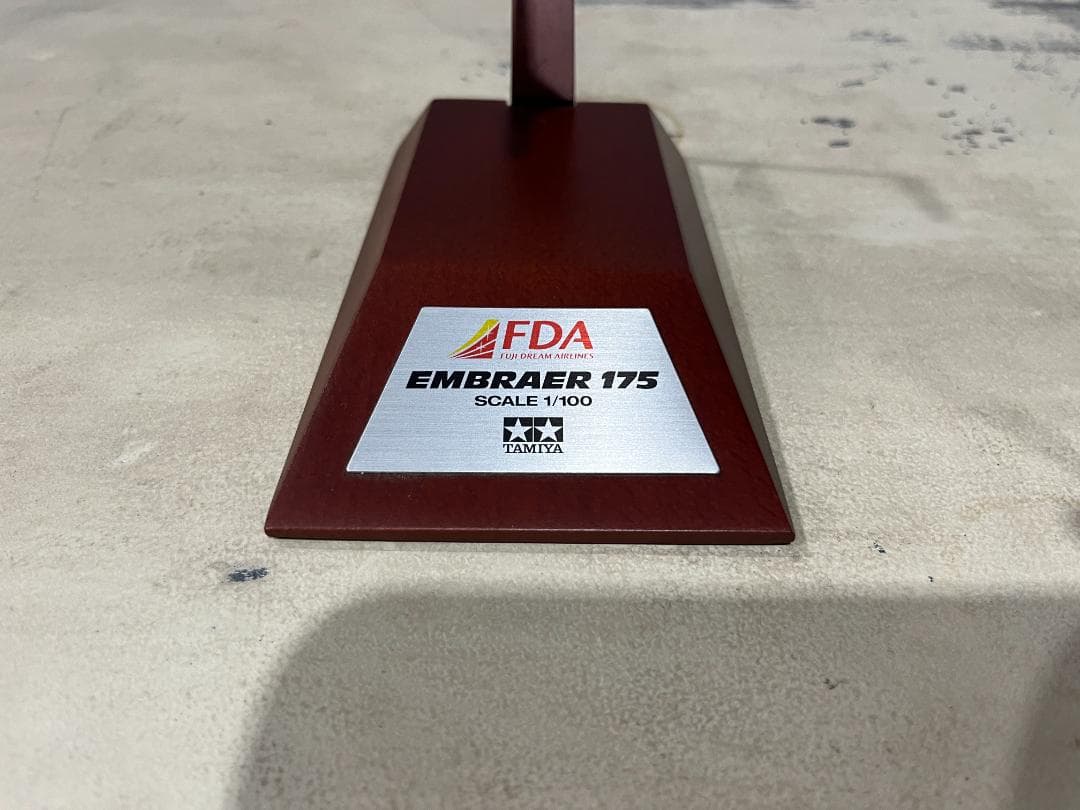 FDA
FUJI DREAM AIRLINES
EMBRAER 175
SCALE 1/100
TAMIYA